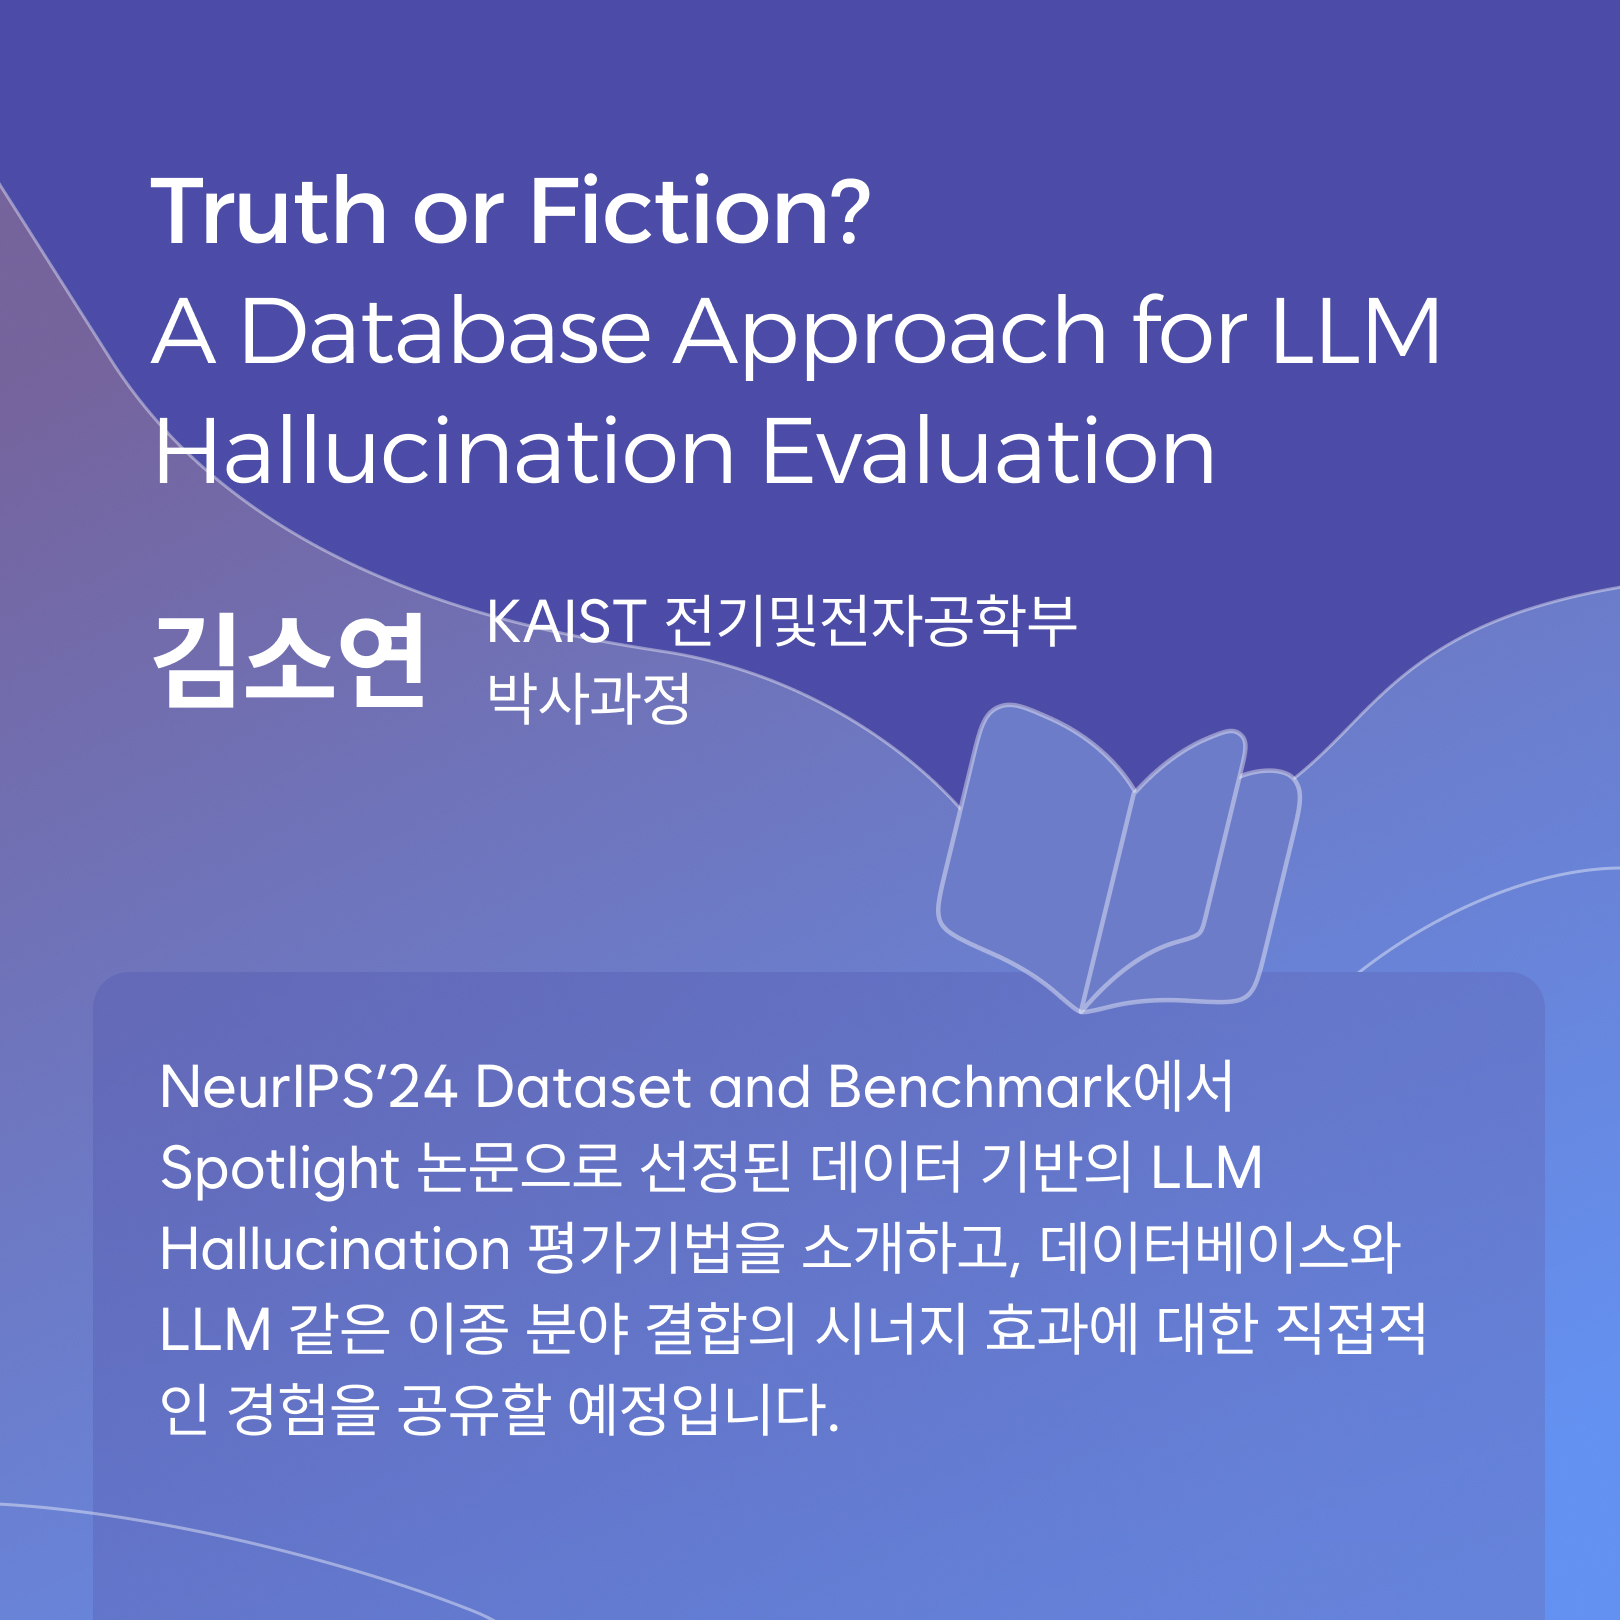 Truth or Fiction?
A Database Approach for LLM
Hallucination Evaluation
김소연
KAIST 전기및전자공학부
박사과정
NeurIPS'24 Dataset and Benchmark에서
Spotlight 논문으로 선정된 데이터 기반의 LLM
Hallucination 평가기법을 소개하고, 데이터베이스와
LLM 같은 이종 분야 결합의 시너지 효과에 대한 직접적
인 경험을 공유할 예정입니다.